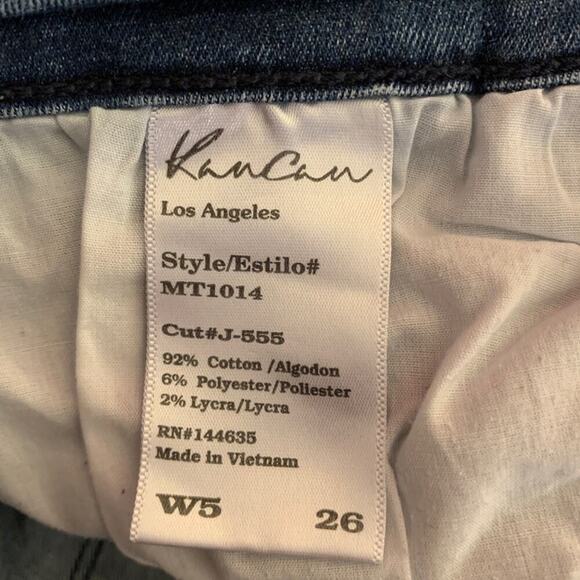 KanCan
Los Angeles
Style/Estilo#
MT1014
Cut#J-555
92% Cotton /Algodon
6% Polyester/Poliester
2% Lycra/Lycra
RN#144635
Made in Vietnam
W5 26